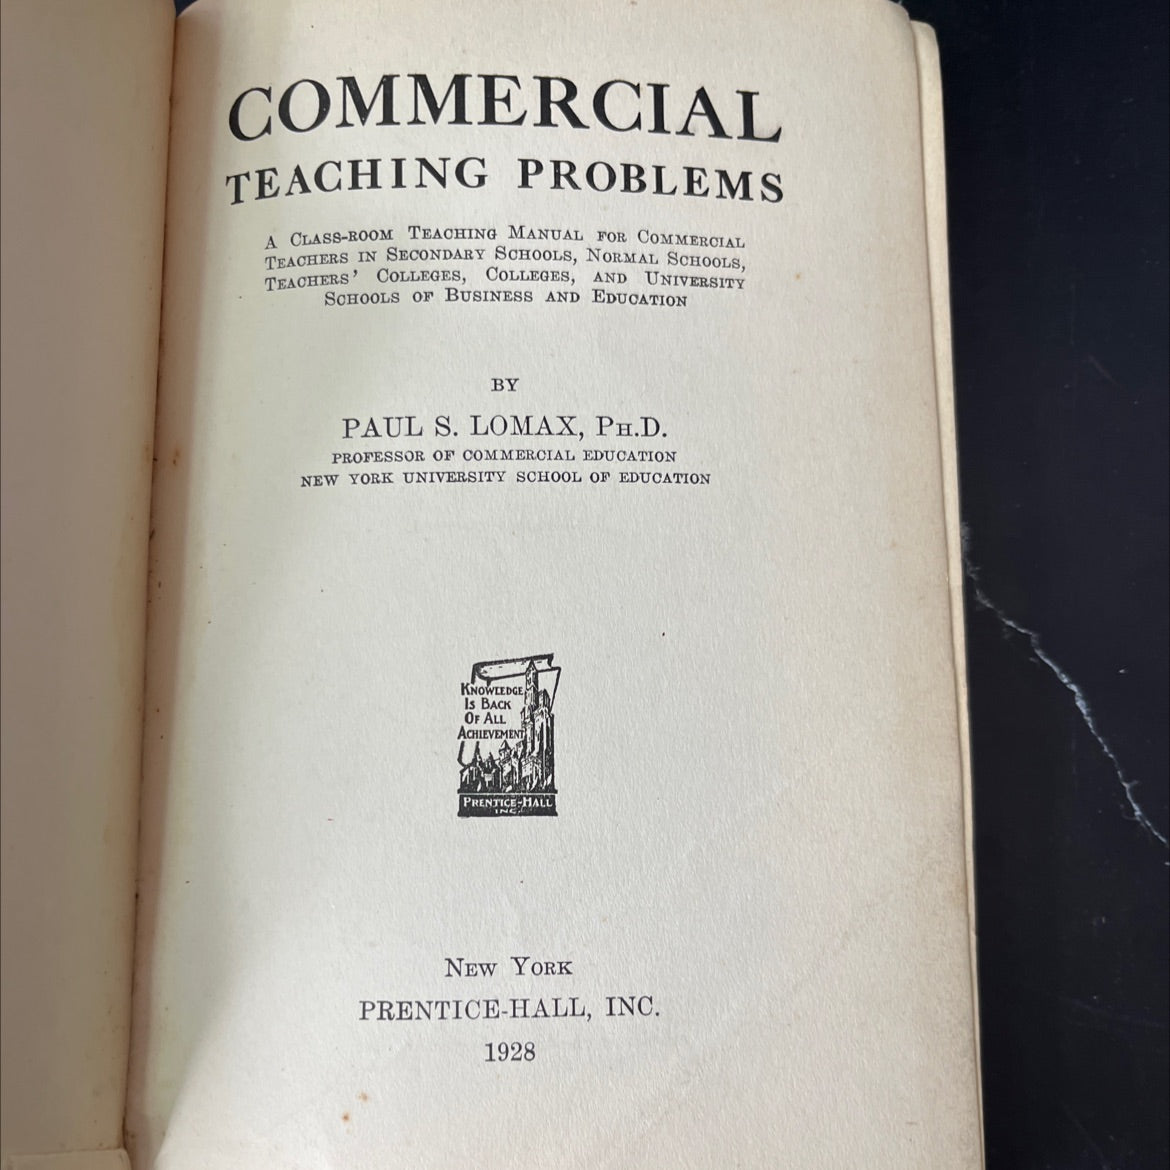 COMMERCIAL
TEACHING PROBLEMS
A CLASS-ROOM TEACHING MANUAL FOR COMMERCIAL
TEACHERS IN SECONDARY SCHOOLS, NORMAL SCHOOLS,
TEACHERS' COLLEGES, COLLEGES, AND UNIVERSITY
SCHOOLS OF BUSINESS AND EDUCATION
BY
PAUL S. LOMAX, PH.D.
PROFESSOR OF COMMERCIAL EDUCATION
NEW YORK UNIVERSITY SCHOOL OF EDUCATION
KNOWLEDGE
IS BACK
OF ALL
ACHIEVEMENT
PRENTICE-HALL
INC.
NEW YORK
PRENTICE-HALL, INC.
1928